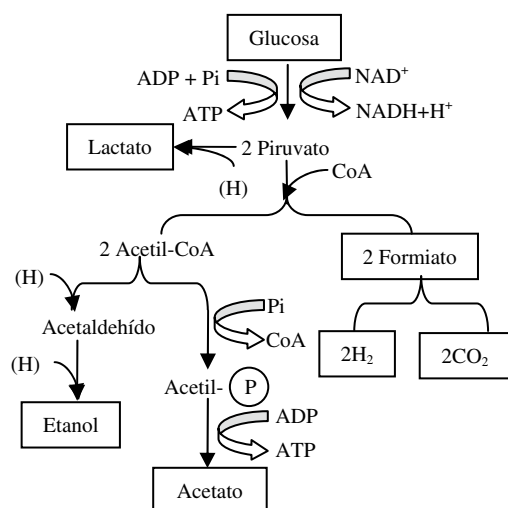 Glucosa
ADP + Pi
NAD⁺
ATP
NADH+H⁺
Lactato
2 Piruvato
(H)
CoA
2 Acetil-CoA
2 Formiato
(H)
Pi
Acetaldehído
CoA
2H₂
2CO₂
(H)
Acetil- P
ADP
Etanol
ATP
Acetato